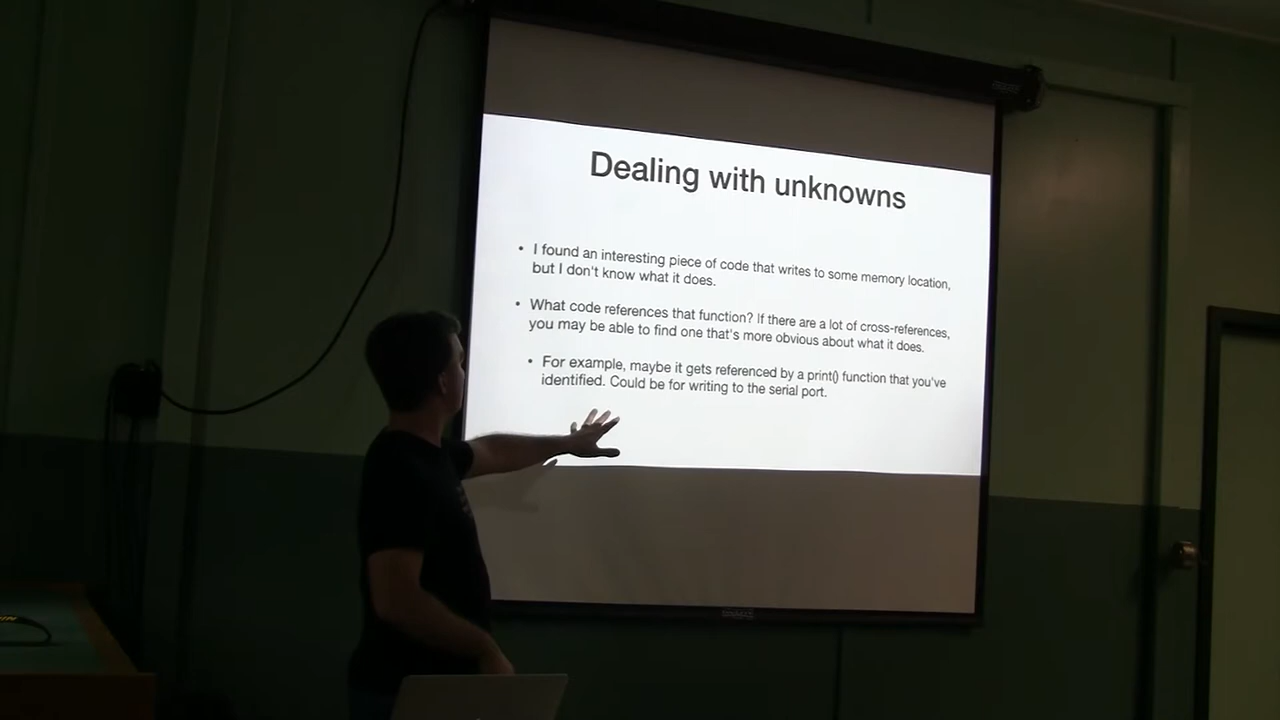 Dealing with unknowns
• I found an interesting piece of code that writes to some memory location,
but I don't know what it does.
• What code references that function? If there are a lot of cross-references,
you may be able to find one that's more obvious about what it does.
• For example, maybe it gets referenced by a print() function that you've
identified. Could be for writing to the serial port.